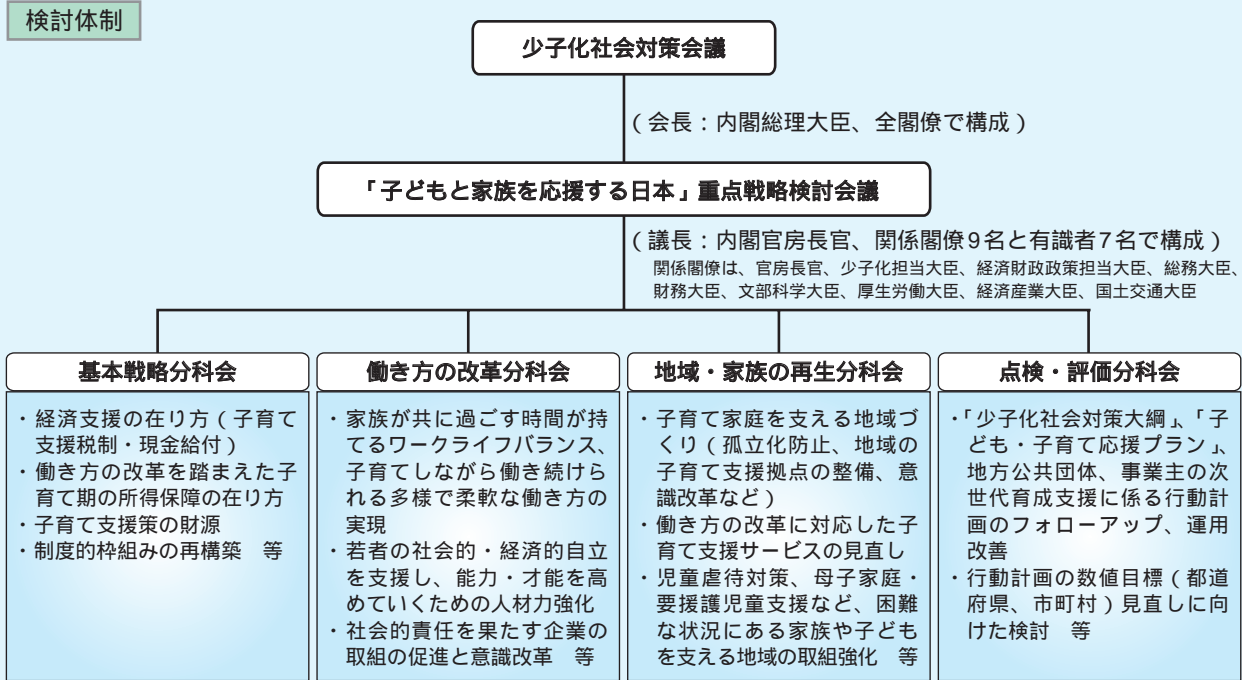 検討体制
少子化社会対策会議
（会長：内閣総理大臣、全閣僚で構成）
「子どもと家族を応援する日本」重点戦略検討会議
（議長：内閣官房長官、関係閣僚9名と有識者7名で構成）
関係閣僚は、官房長官、少子化担当大臣、経済財政政策担当大臣、総務大臣、
財務大臣、文部科学大臣、厚生労働大臣、経済産業大臣、国土交通大臣
基本戦略分科会
・経済支援の在り方（子育て
支援税制・現金給付）
・働き方の改革を踏まえた子
育て期の所得保障の在り方
・子育て支援策の財源
・制度的枠組みの再構築　等
働き方の改革分科会
・家族が共に過ごす時間が持
てるワークライフバランス、
子育てしながら働き続けら
れる多様で柔軟な働き方の
実現
・若者の社会的・経済的自立
を支援し、能力・才能を高
めていくための人材力強化
・社会的責任を果たす企業の
取組の促進と意識改革　等
地域・家族の再生分科会
・子育て家庭を支える地域づ
くり（孤立化防止、地域の
子育て支援拠点の整備、意
識改革など）
・働き方の改革に対応した子
育て支援サービスの見直し
・児童虐待対策、母子家庭・
要援護児童支援など、困難
な状況にある家族や子ども
を支える地域の取組強化　等
点検・評価分科会
・「少子化社会対策大綱」、「子
ども・子育て応援プラン」、
地方公共団体、事業主の次
世代育成支援に係る行動計
画のフォローアップ、運用
改善
・行動計画の数値目標（都道
府県、市町村）見直しに向
けた検討　等